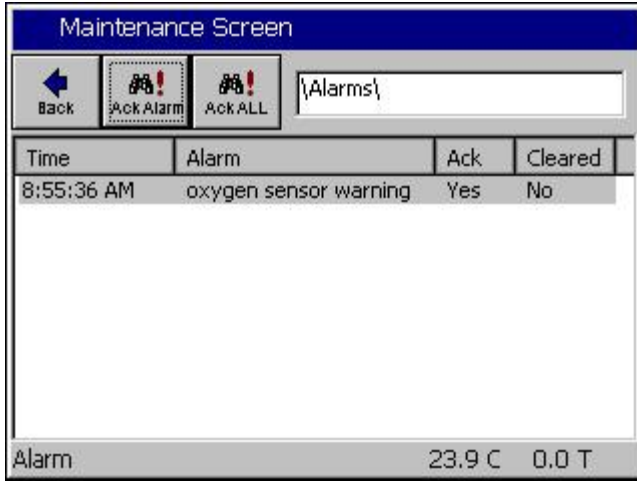 Maintenance Screen
Back
Ack Alarm
Ack ALL
\Alarms\
Time Alarm Ack Cleared
8:55:36 AM oxygen sensor warning Yes No
Alarm 23.9 C 0.0 T